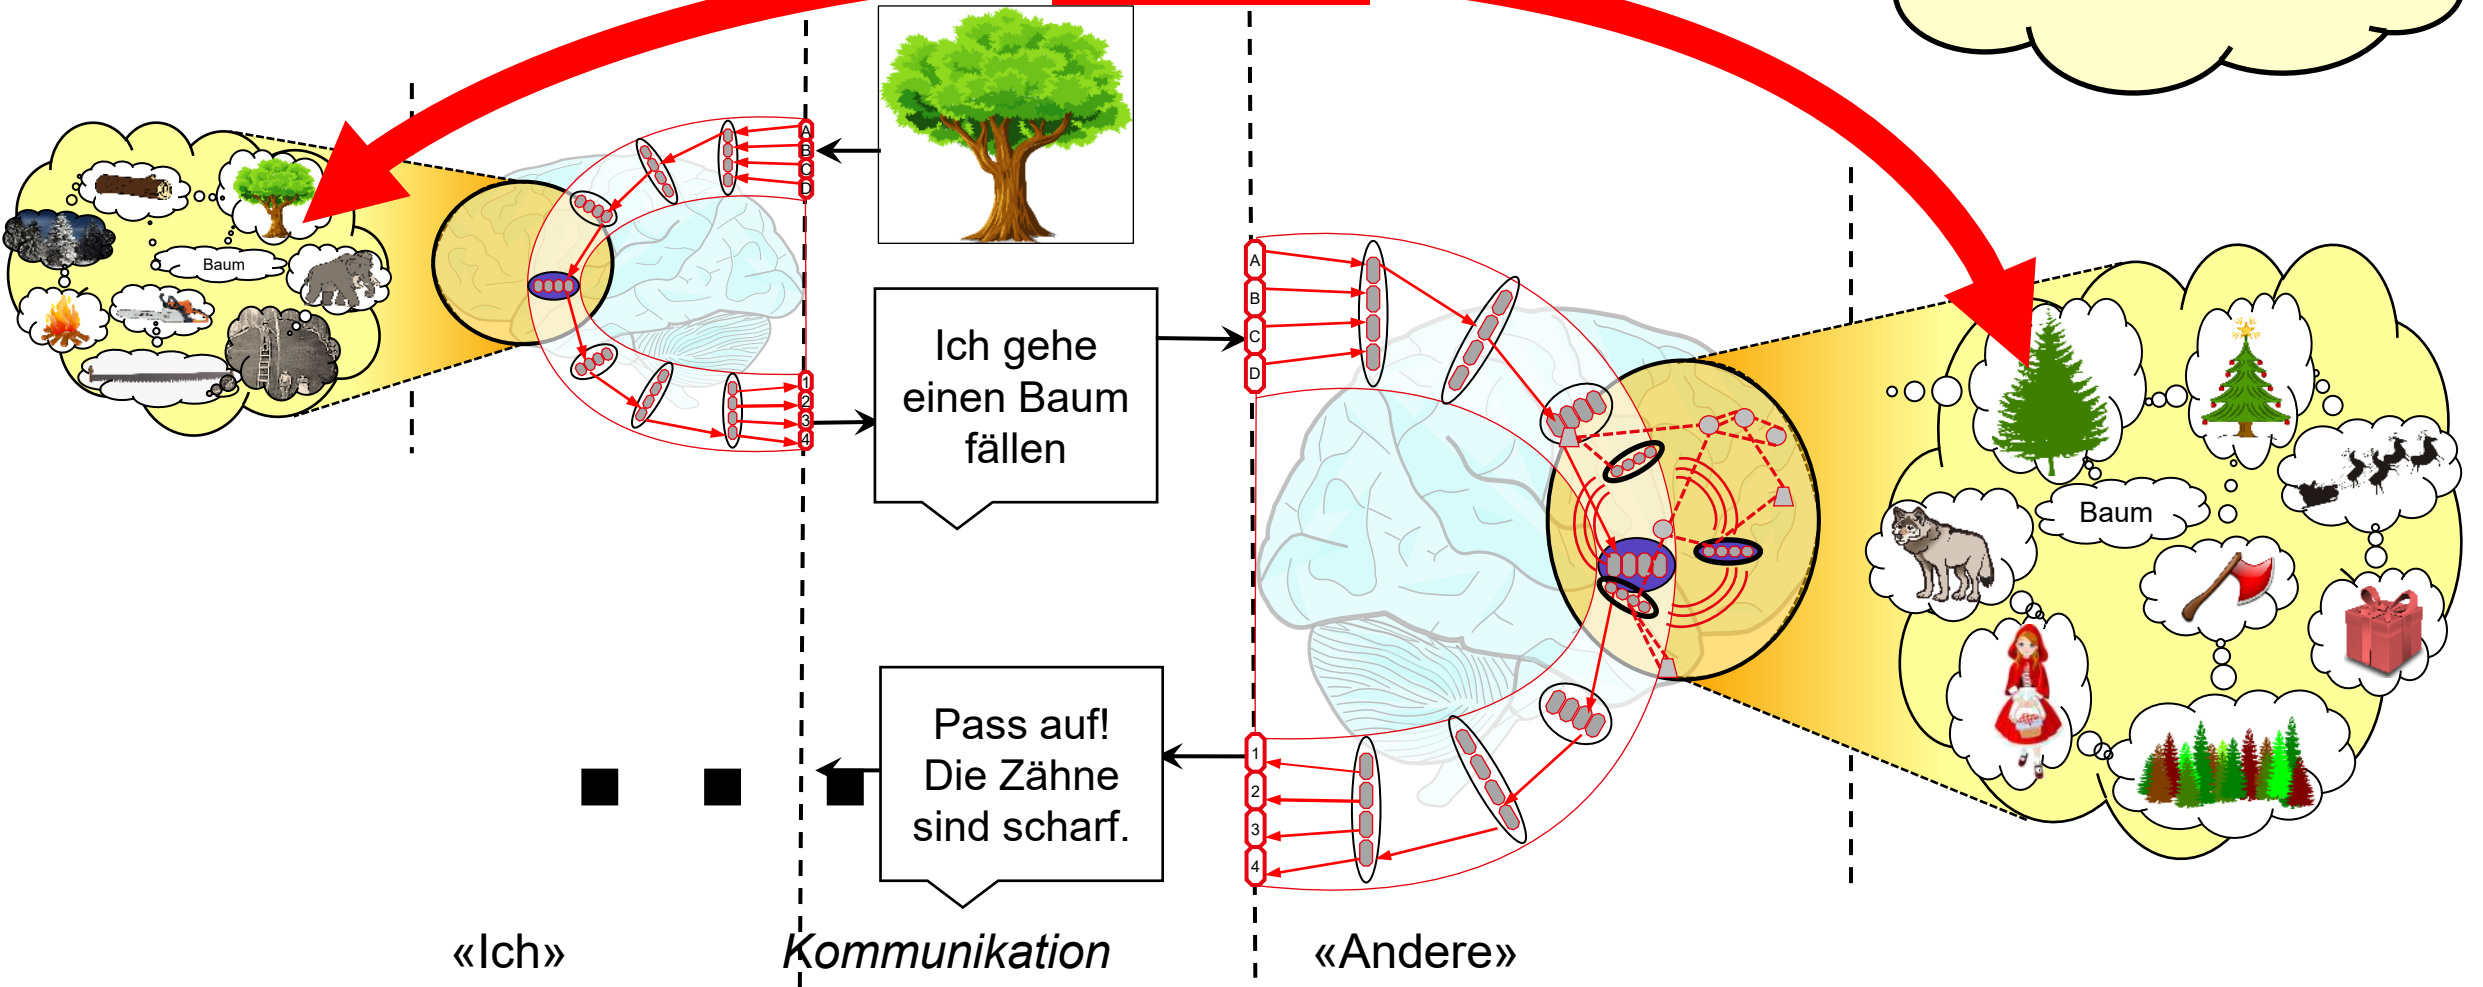 A
B
C
D
Baum
1
2
3
4
Ich gehe
einen Baum
fällen
A
B
C
D
Baum
Pass auf!
Die Zähne
sind scharf.
1
2
3
4
«Ich»
Kommunikation
«Andere»